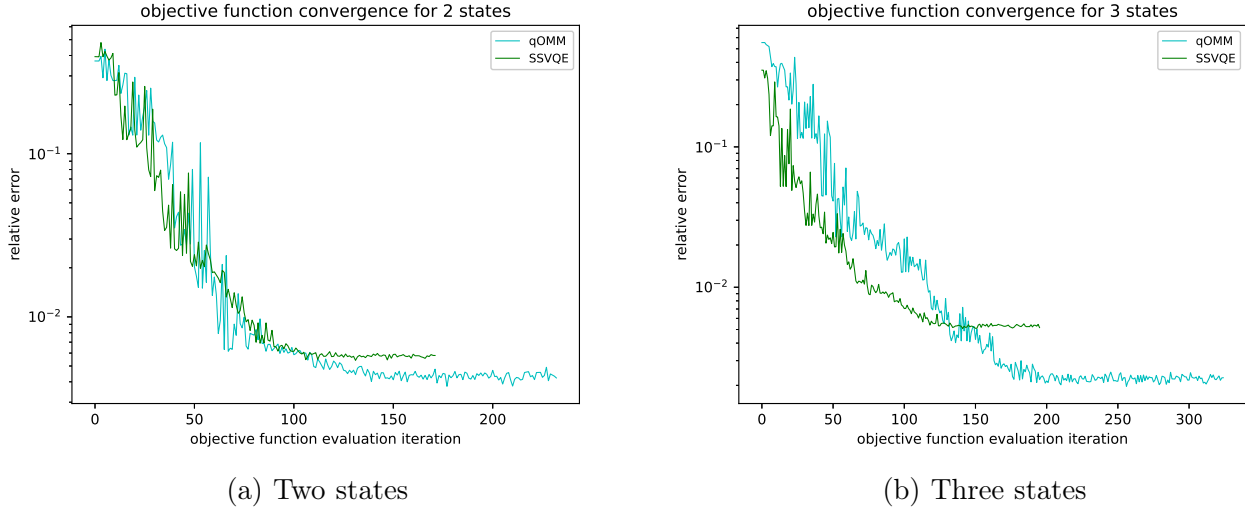 objective function convergence for 2 states
qOMM
SSVQE
10⁻¹
10⁻²
relative error
0 50 100 150 200
objective function evaluation iteration
(a) Two states
objective function convergence for 3 states
qOMM
SSVQE
10⁻¹
10⁻²
relative error
0 50 100 150 200 250 300
objective function evaluation iteration
(b) Three states